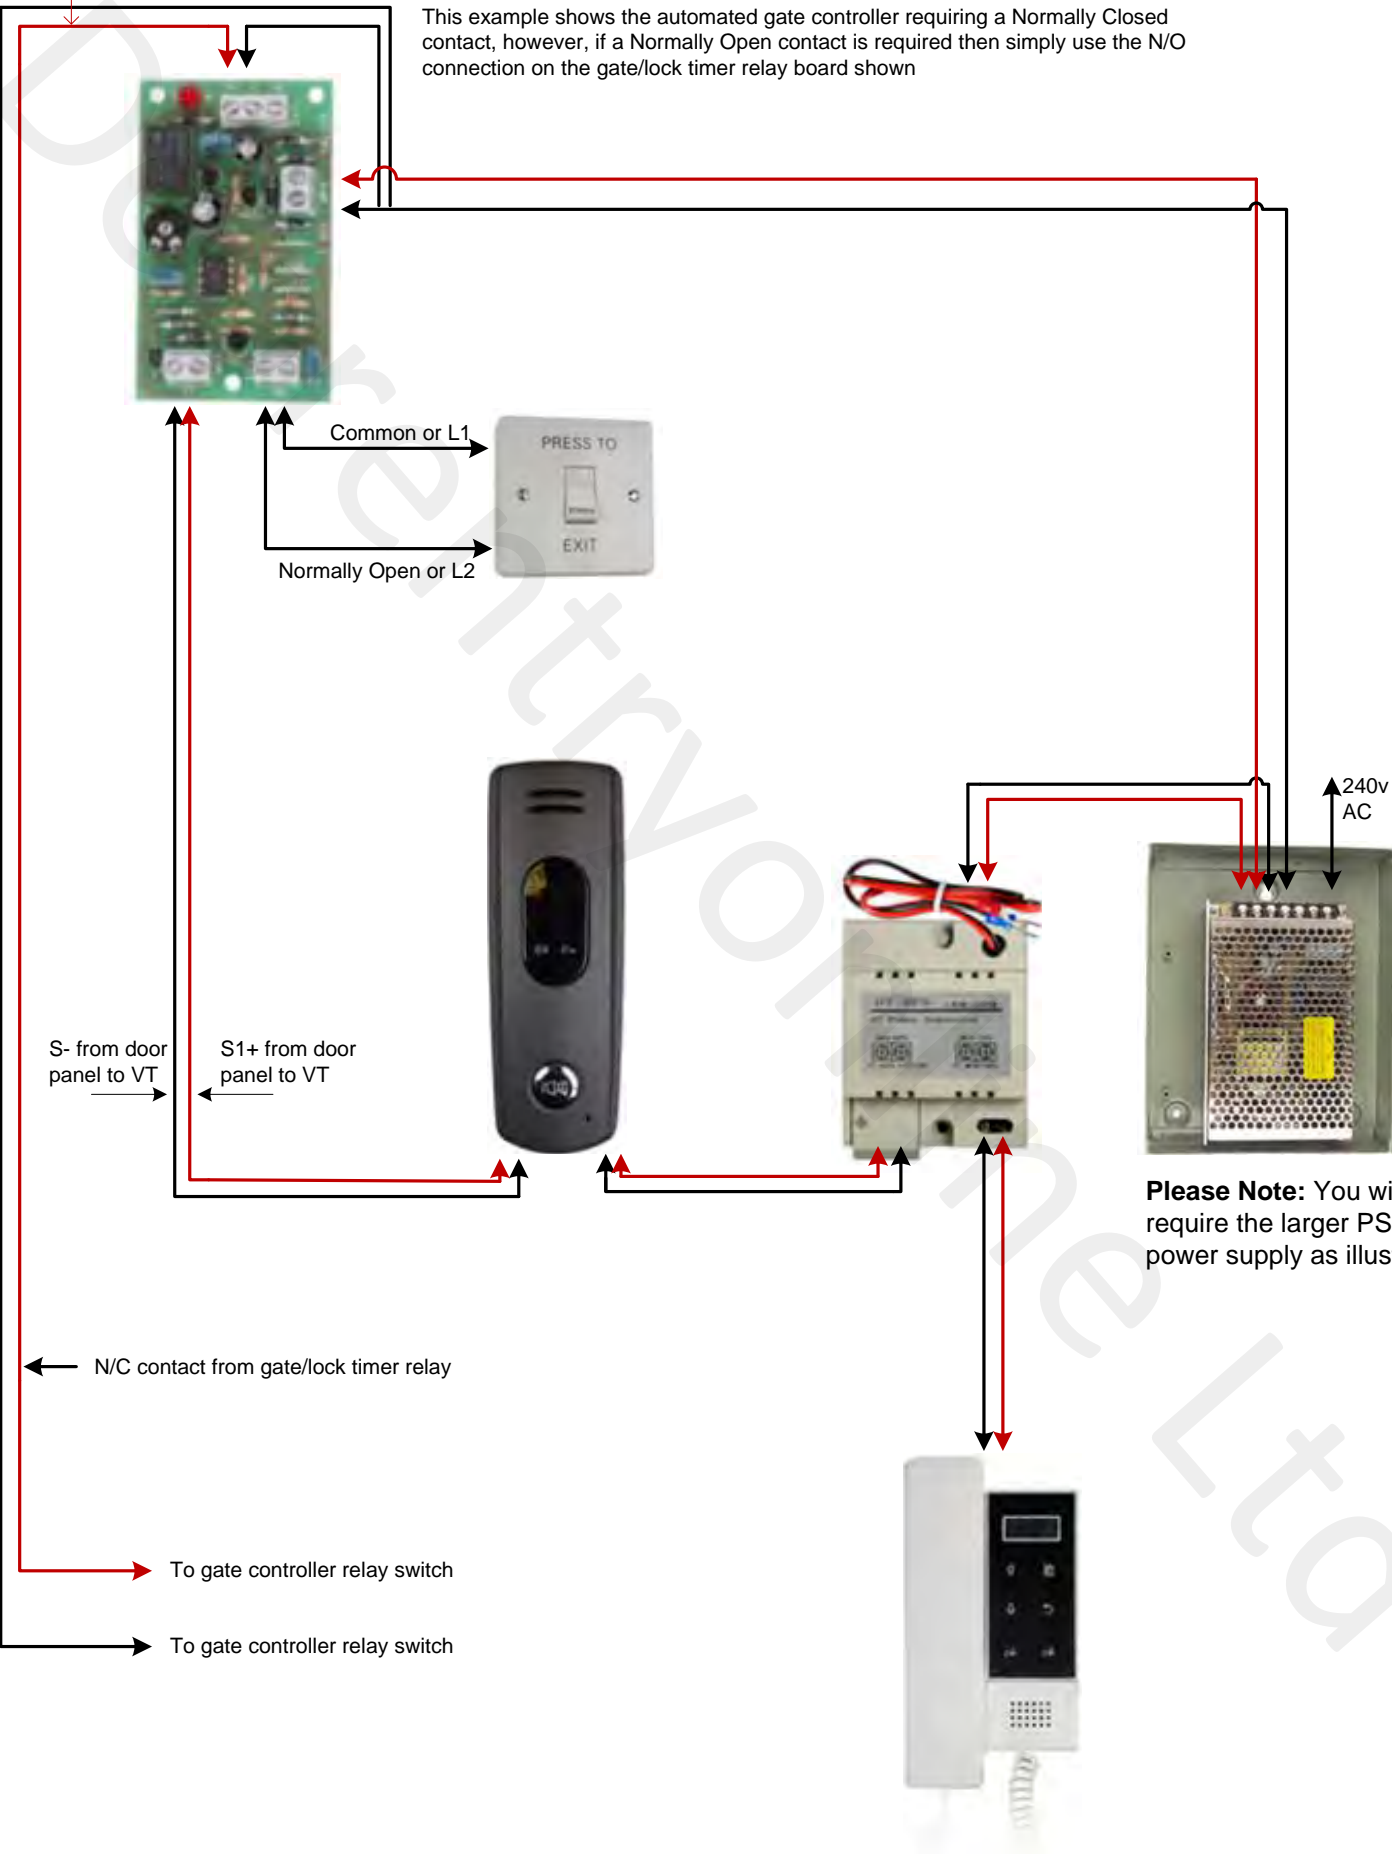 This example shows the automated gate controller requiring a Normally Closed
contact, however, if a Normally Open contact is required then simply use the N/O
connection on the gate/lock timer relay board shown
Common or L1
PRESS TO
EXIT
Normally Open or L2
240v
AC
S- from door
panel to VT
S1+ from door
panel to VT
Please Note: You wi
require the larger PS
power supply as illus
N/C contact from gate/lock timer relay
To gate controller relay switch
To gate controller relay switch
Doorentryonline Ltd